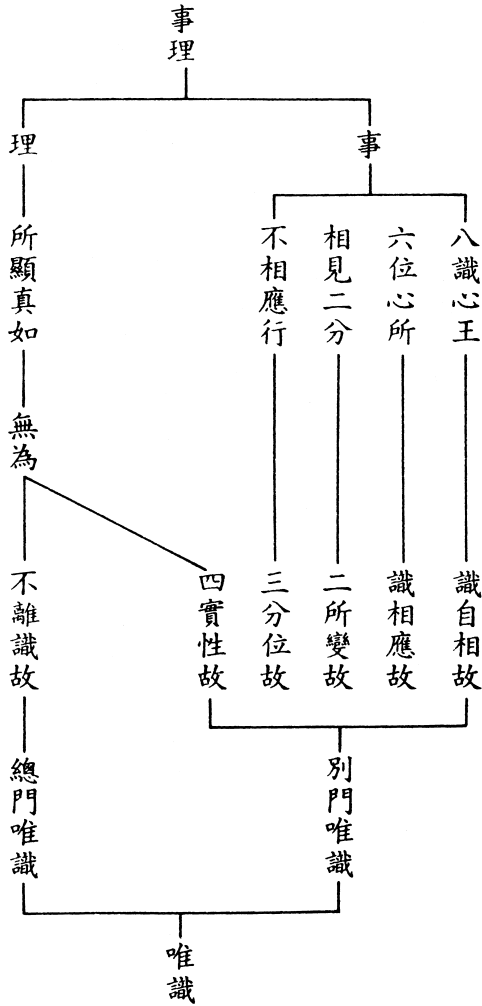 事理
事
理
八識心王
六位心所
相見二分
不相應行
所顯真如
無為
識自相故
識相應故
二所變故
三分位故
四實性故
不離識故
別門唯識
總門唯識
唯識